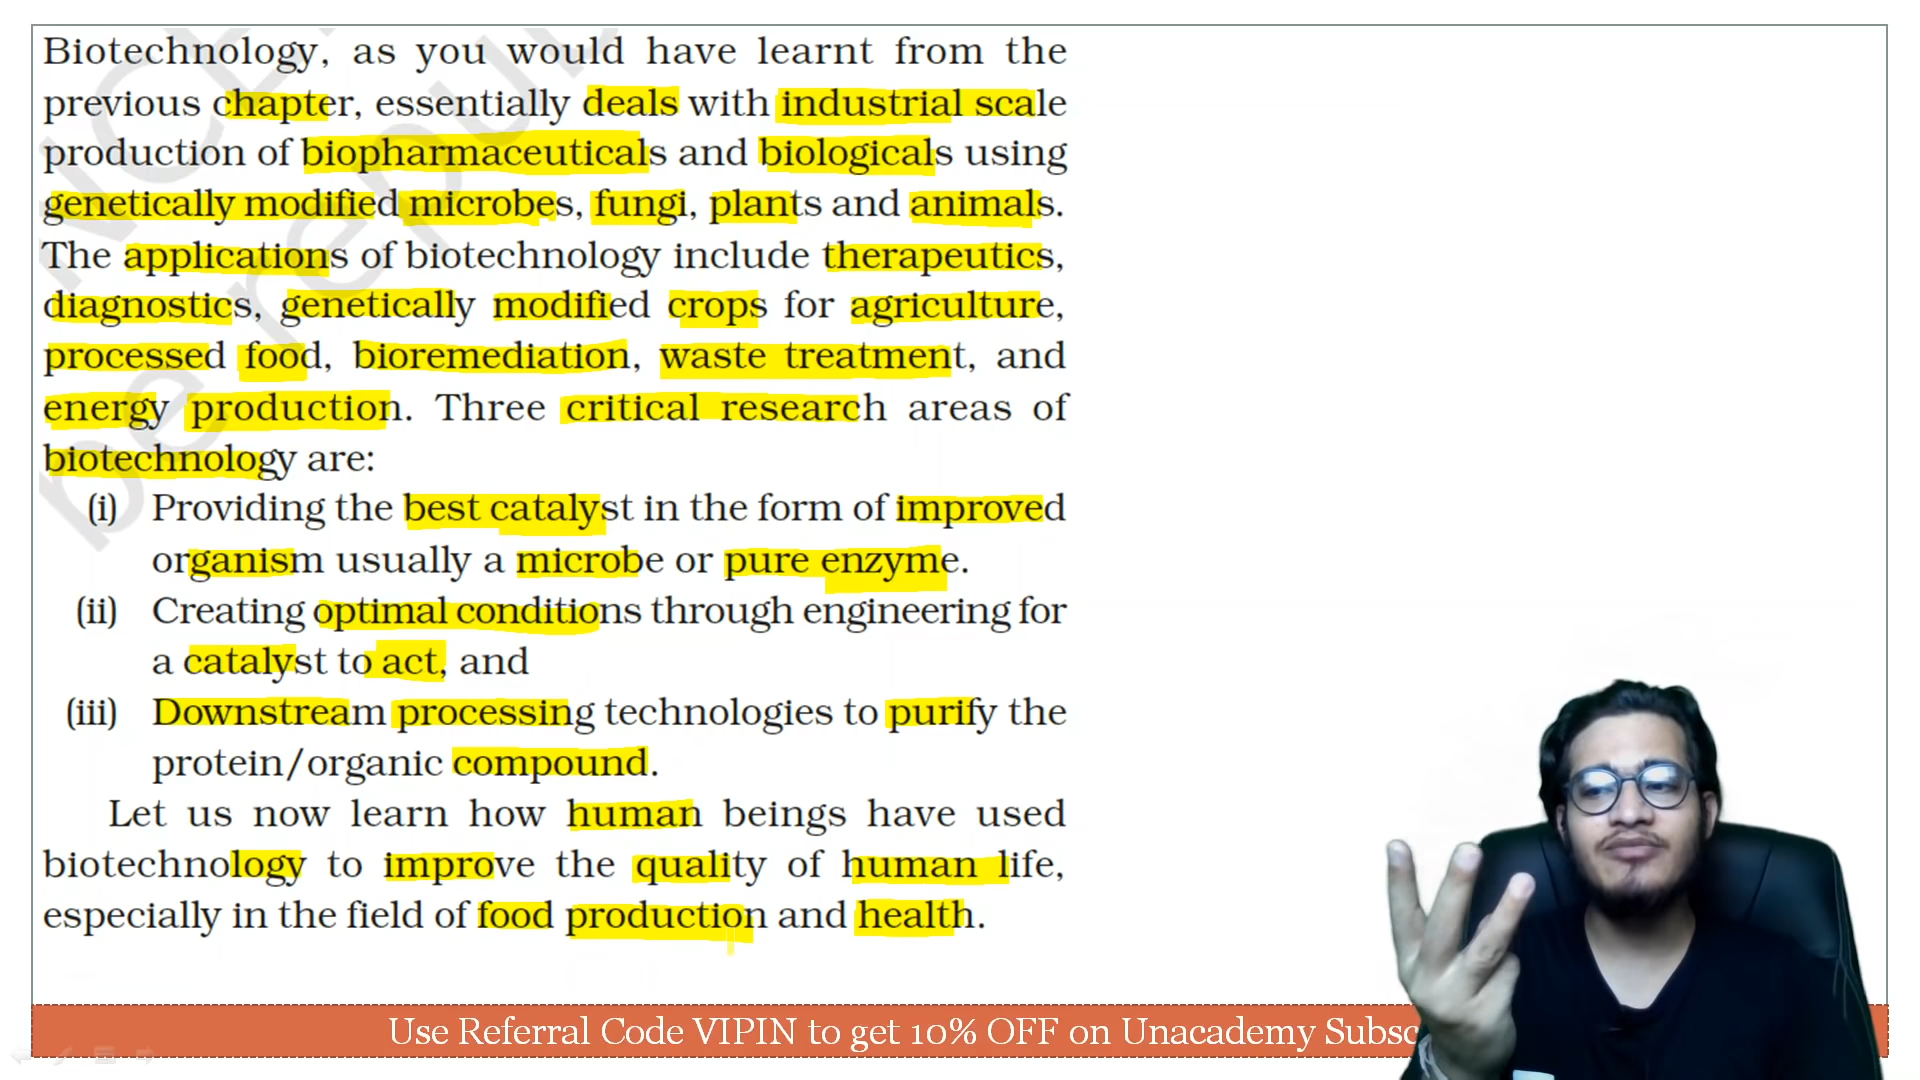 Biotechnology, as you would have learnt from the
previous chapter, essentially deals with industrial scale
production of biopharmaceuticals and biologicals using
genetically modified microbes, fungi, plants and animals.
The applications of biotechnology include therapeutics,
diagnostics, genetically modified crops for agriculture,
processed food, bioremediation, waste treatment, and
energy production. Three critical research areas of
biotechnology are:
(i) Providing the best catalyst in the form of improved
organism usually a microbe or pure enzyme.
(ii) Creating optimal conditions through engineering for
a catalyst to act, and
(iii) Downstream processing technologies to purify the
protein/organic compound.
Let us now learn how human beings have used
biotechnology to improve the quality of human life,
especially in the field of food production and health.
Use Referral Code VIPIN to get 10% OFF on Unacademy Subsc